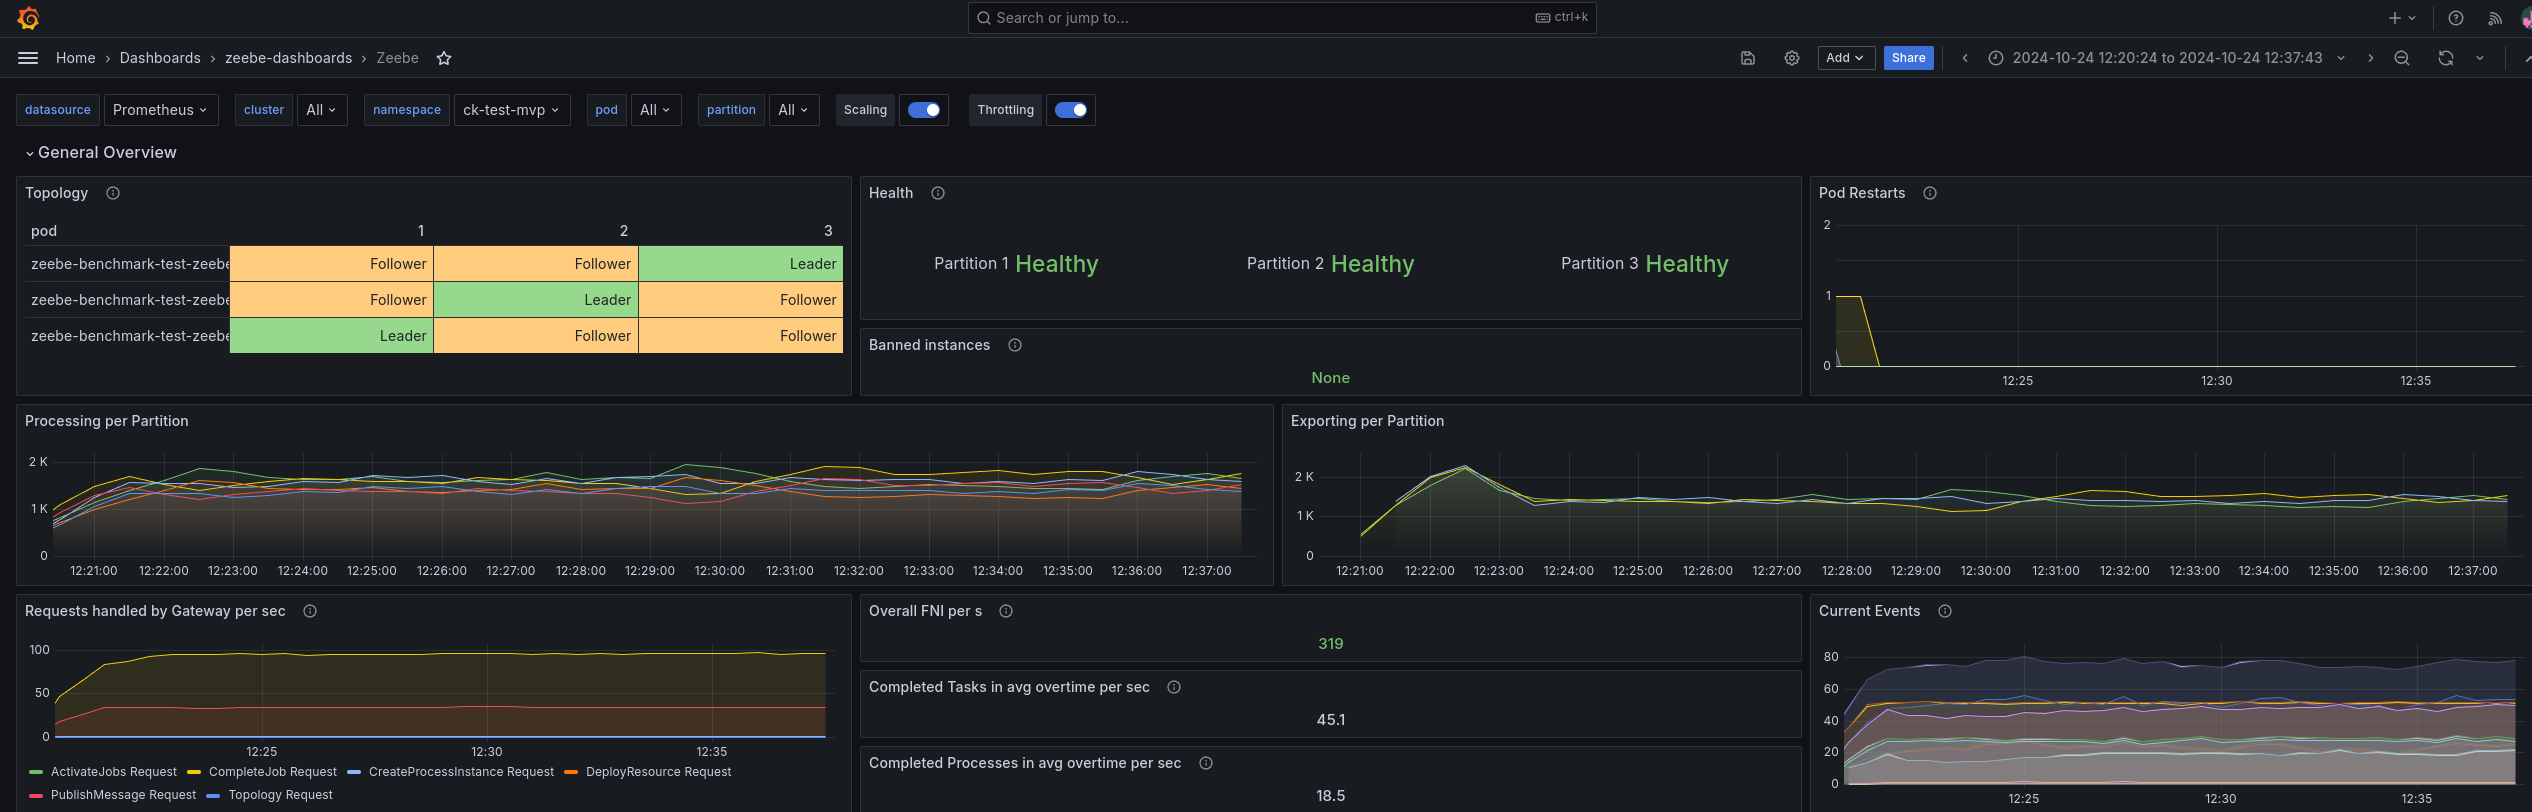 Search or jump to... ctrl+k
Home › Dashboards › zeebe-dashboards › Zeebe
Add Share 2024-10-24 12:20:24 to 2024-10-24 12:37:43
datasource Prometheus cluster All namespace ck-test-mvp pod All partition All Scaling Throttling
General Overview
Topology
pod 1 2 3
zeebe-benchmark-test-zeebe Follower Follower Leader
zeebe-benchmark-test-zeebe Follower Leader Follower
zeebe-benchmark-test-zeebe Leader Follower Follower
Health
Partition 1 Healthy Partition 2 Healthy Partition 3 Healthy
Banned instances
None
Pod Restarts
2
1
0
12:25 12:30 12:35
Processing per Partition
2 K
1 K
0
12:21:00 12:22:00 12:23:00 12:24:00 12:25:00 12:26:00 12:27:00 12:28:00 12:29:00 12:30:00 12:31:00 12:32:00 12:33:00 12:34:00 12:35:00 12:36:00 12:37:00
Exporting per Partition
2 K
1 K
0
12:21:00 12:22:00 12:23:00 12:24:00 12:25:00 12:26:00 12:27:00 12:28:00 12:29:00 12:30:00 12:31:00 12:32:00 12:33:00 12:34:00 12:35:00 12:36:00 12:37:00
Requests handled by Gateway per sec
100
50
0
12:25 12:30 12:35
ActivateJobs Request CompleteJob Request CreateProcessInstance Request DeployResource Request
PublishMessage Request Topology Request
Overall FNI per s
319
Completed Tasks in avg overtime per sec
45.1
Completed Processes in avg overtime per sec
18.5
Current Events
80
60
40
20
0
12:25 12:30 12:35